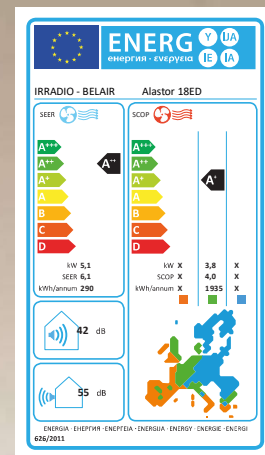 ENERG Y IJA
енергия · ενεργεια IE IA
IRRADIO - BELAIR Alastor 18ED
SEER SCOP
A+++ A+++
A++ A++ A++
A+ A+ A+
A A
B B
C C
D D
kW 5,1 kW X 3,8 X
SEER 6,1 SCOP X 4,0 X
kWh/annum 290 kWh/annum X 1935 X
42 dB
55 dB
ENERGIA · ЕНЕРГИЯ · ΕΝΕΡΓΕΙΑ · ENERGIJA · ENERGY · ENERGIE · ENERGI
626/2011